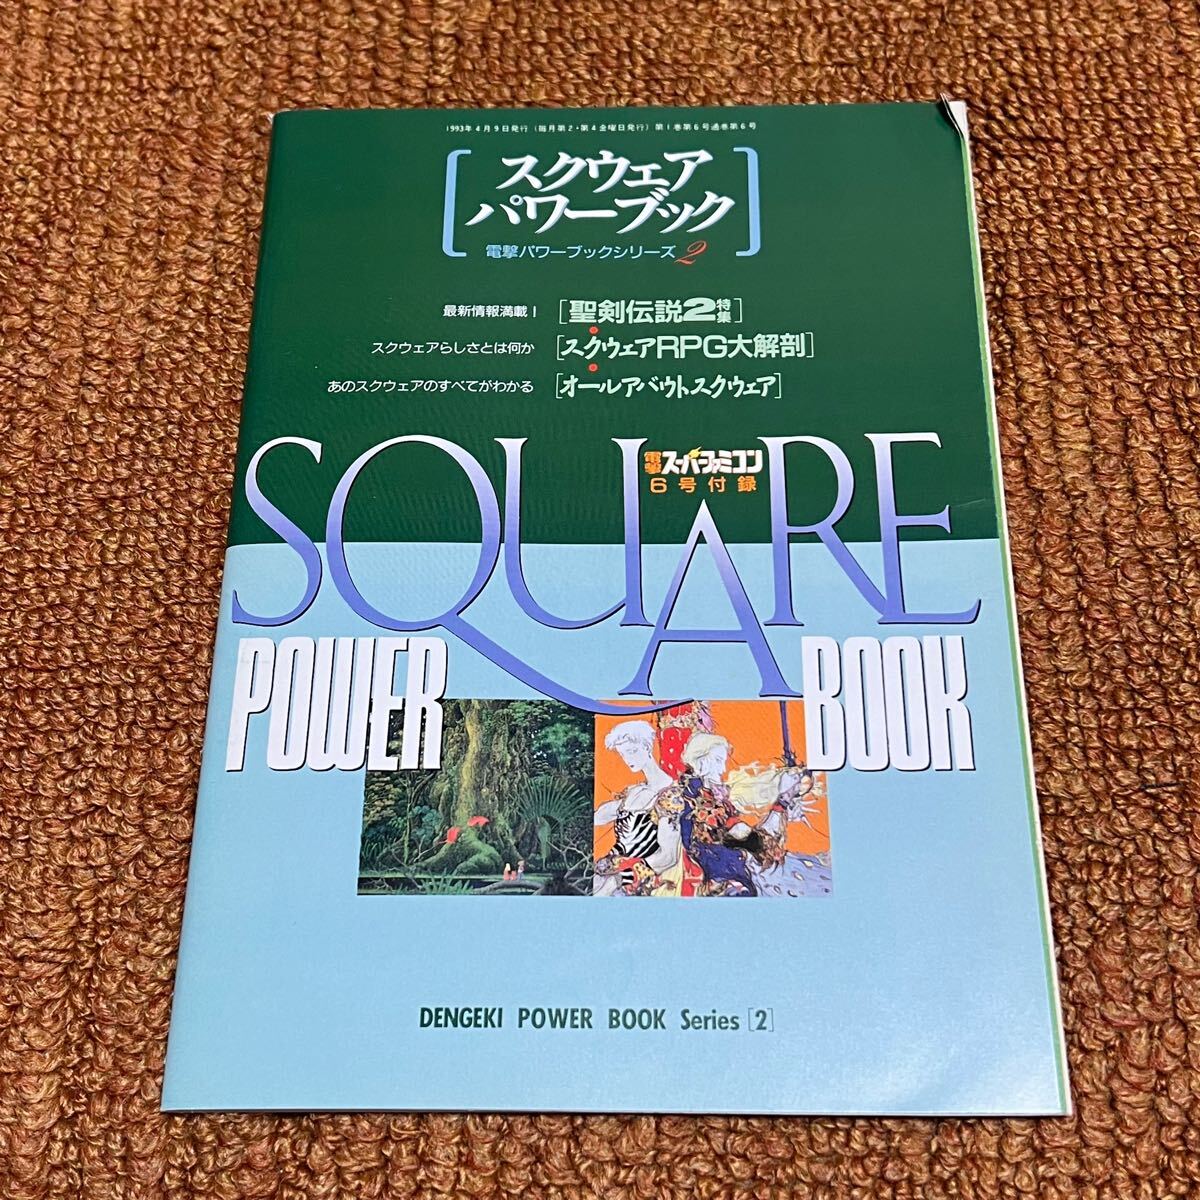 1993年4月9日発行（毎月第2・第4金曜日発行）第1巻第6号通巻第6号
スクウェア
パワーブック
電撃パワーブックシリーズ2
最新情報満載！ [聖剣伝説2特集]
スクウェアらしさとは何か [スクウェアRPG大解剖]
あのスクウェアのすべてがわかる [オールアバウトスクウェア]
SQUARE
電撃スーパーファミコン
6号付録
POWER BOOK
DENGEKI POWER BOOK Series [2]